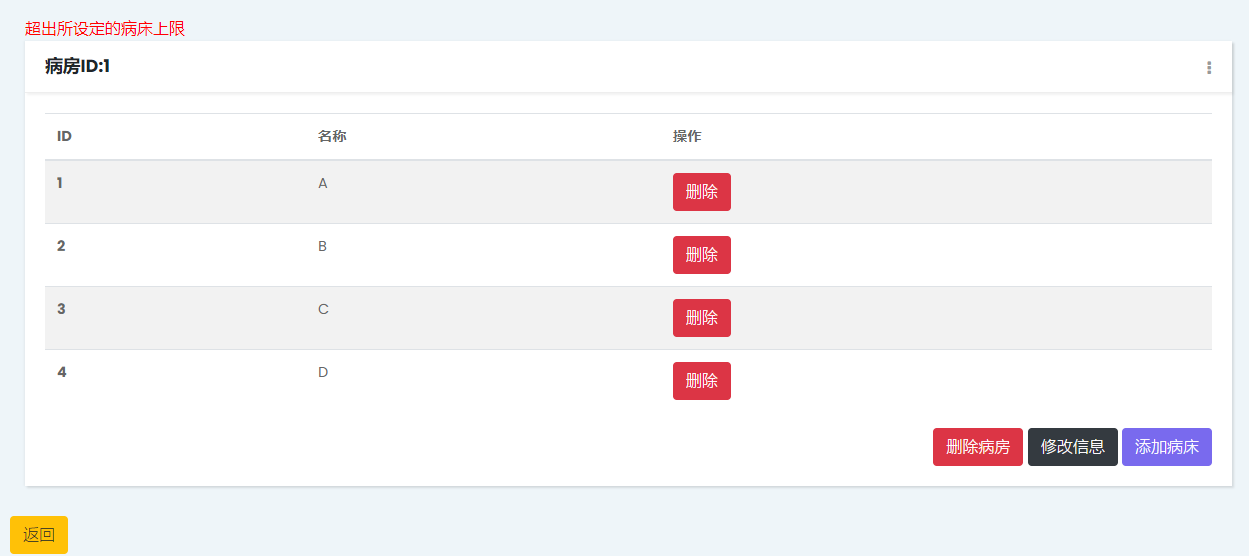 超出所设定的病床上限
病房ID:1
ID 名称 操作
1 A 删除
2 B 删除
3 C 删除
4 D 删除
删除病房 修改信息 添加病床
返回